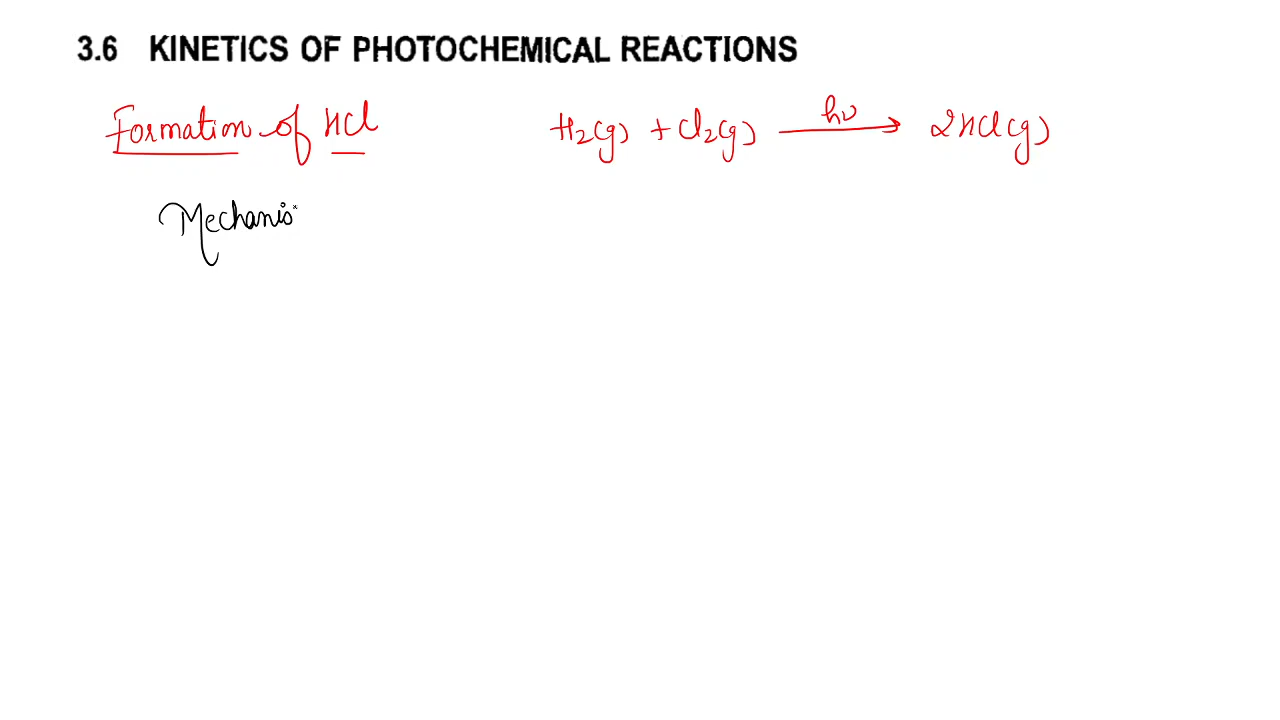 3.6 KINETICS OF PHOTOCHEMICAL REACTIONS
Formation of HCl H2(g) + Cl2(g) hν → 2HCl(g)
Mechanis